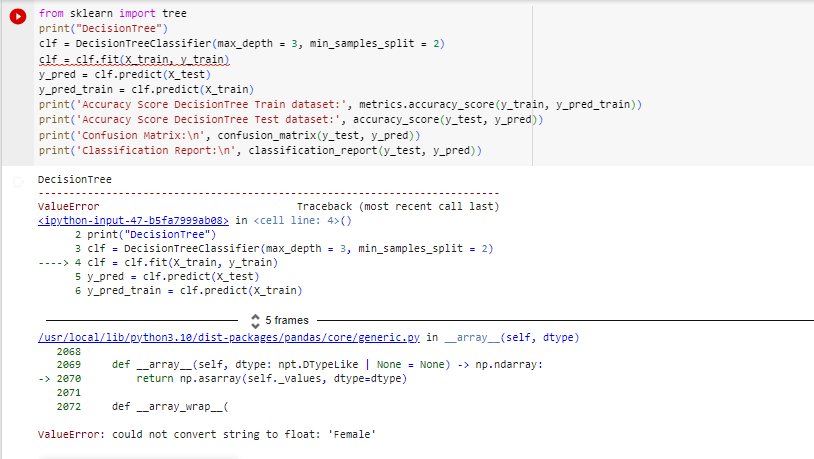 from sklearn import tree
print("DecisionTree")
clf = DecisionTreeClassifier(max_depth = 3, min_samples_split = 2)
clf = clf.fit(X_train, y_train)
y_pred = clf.predict(X_test)
y_pred_train = clf.predict(X_train)
print('Accuracy Score DecisionTree Train dataset:', metrics.accuracy_score(y_train, y_pred_train))
print('Accuracy Score DecisionTree Test dataset:', accuracy_score(y_test, y_pred))
print('Confusion Matrix:\n', confusion_matrix(y_test, y_pred))
print('Classification Report:\n', classification_report(y_test, y_pred))
DecisionTree
---------------------------------------------------------------------------
ValueError                                Traceback (most recent call last)
<ipython-input-47-b5fa7999ab08> in <cell line: 4>()
      2 print("DecisionTree")
      3 clf = DecisionTreeClassifier(max_depth = 3, min_samples_split = 2)
----> 4 clf = clf.fit(X_train, y_train)
      5 y_pred = clf.predict(X_test)
      6 y_pred_train = clf.predict(X_train)
5 frames
/usr/local/lib/python3.10/dist-packages/pandas/core/generic.py in __array__(self, dtype)
   2068
   2069     def __array__(self, dtype: npt.DTypeLike | None = None) -> np.ndarray:
-> 2070         return np.asarray(self._values, dtype=dtype)
   2071
   2072     def __array_wrap__(
ValueError: could not convert string to float: 'Female'